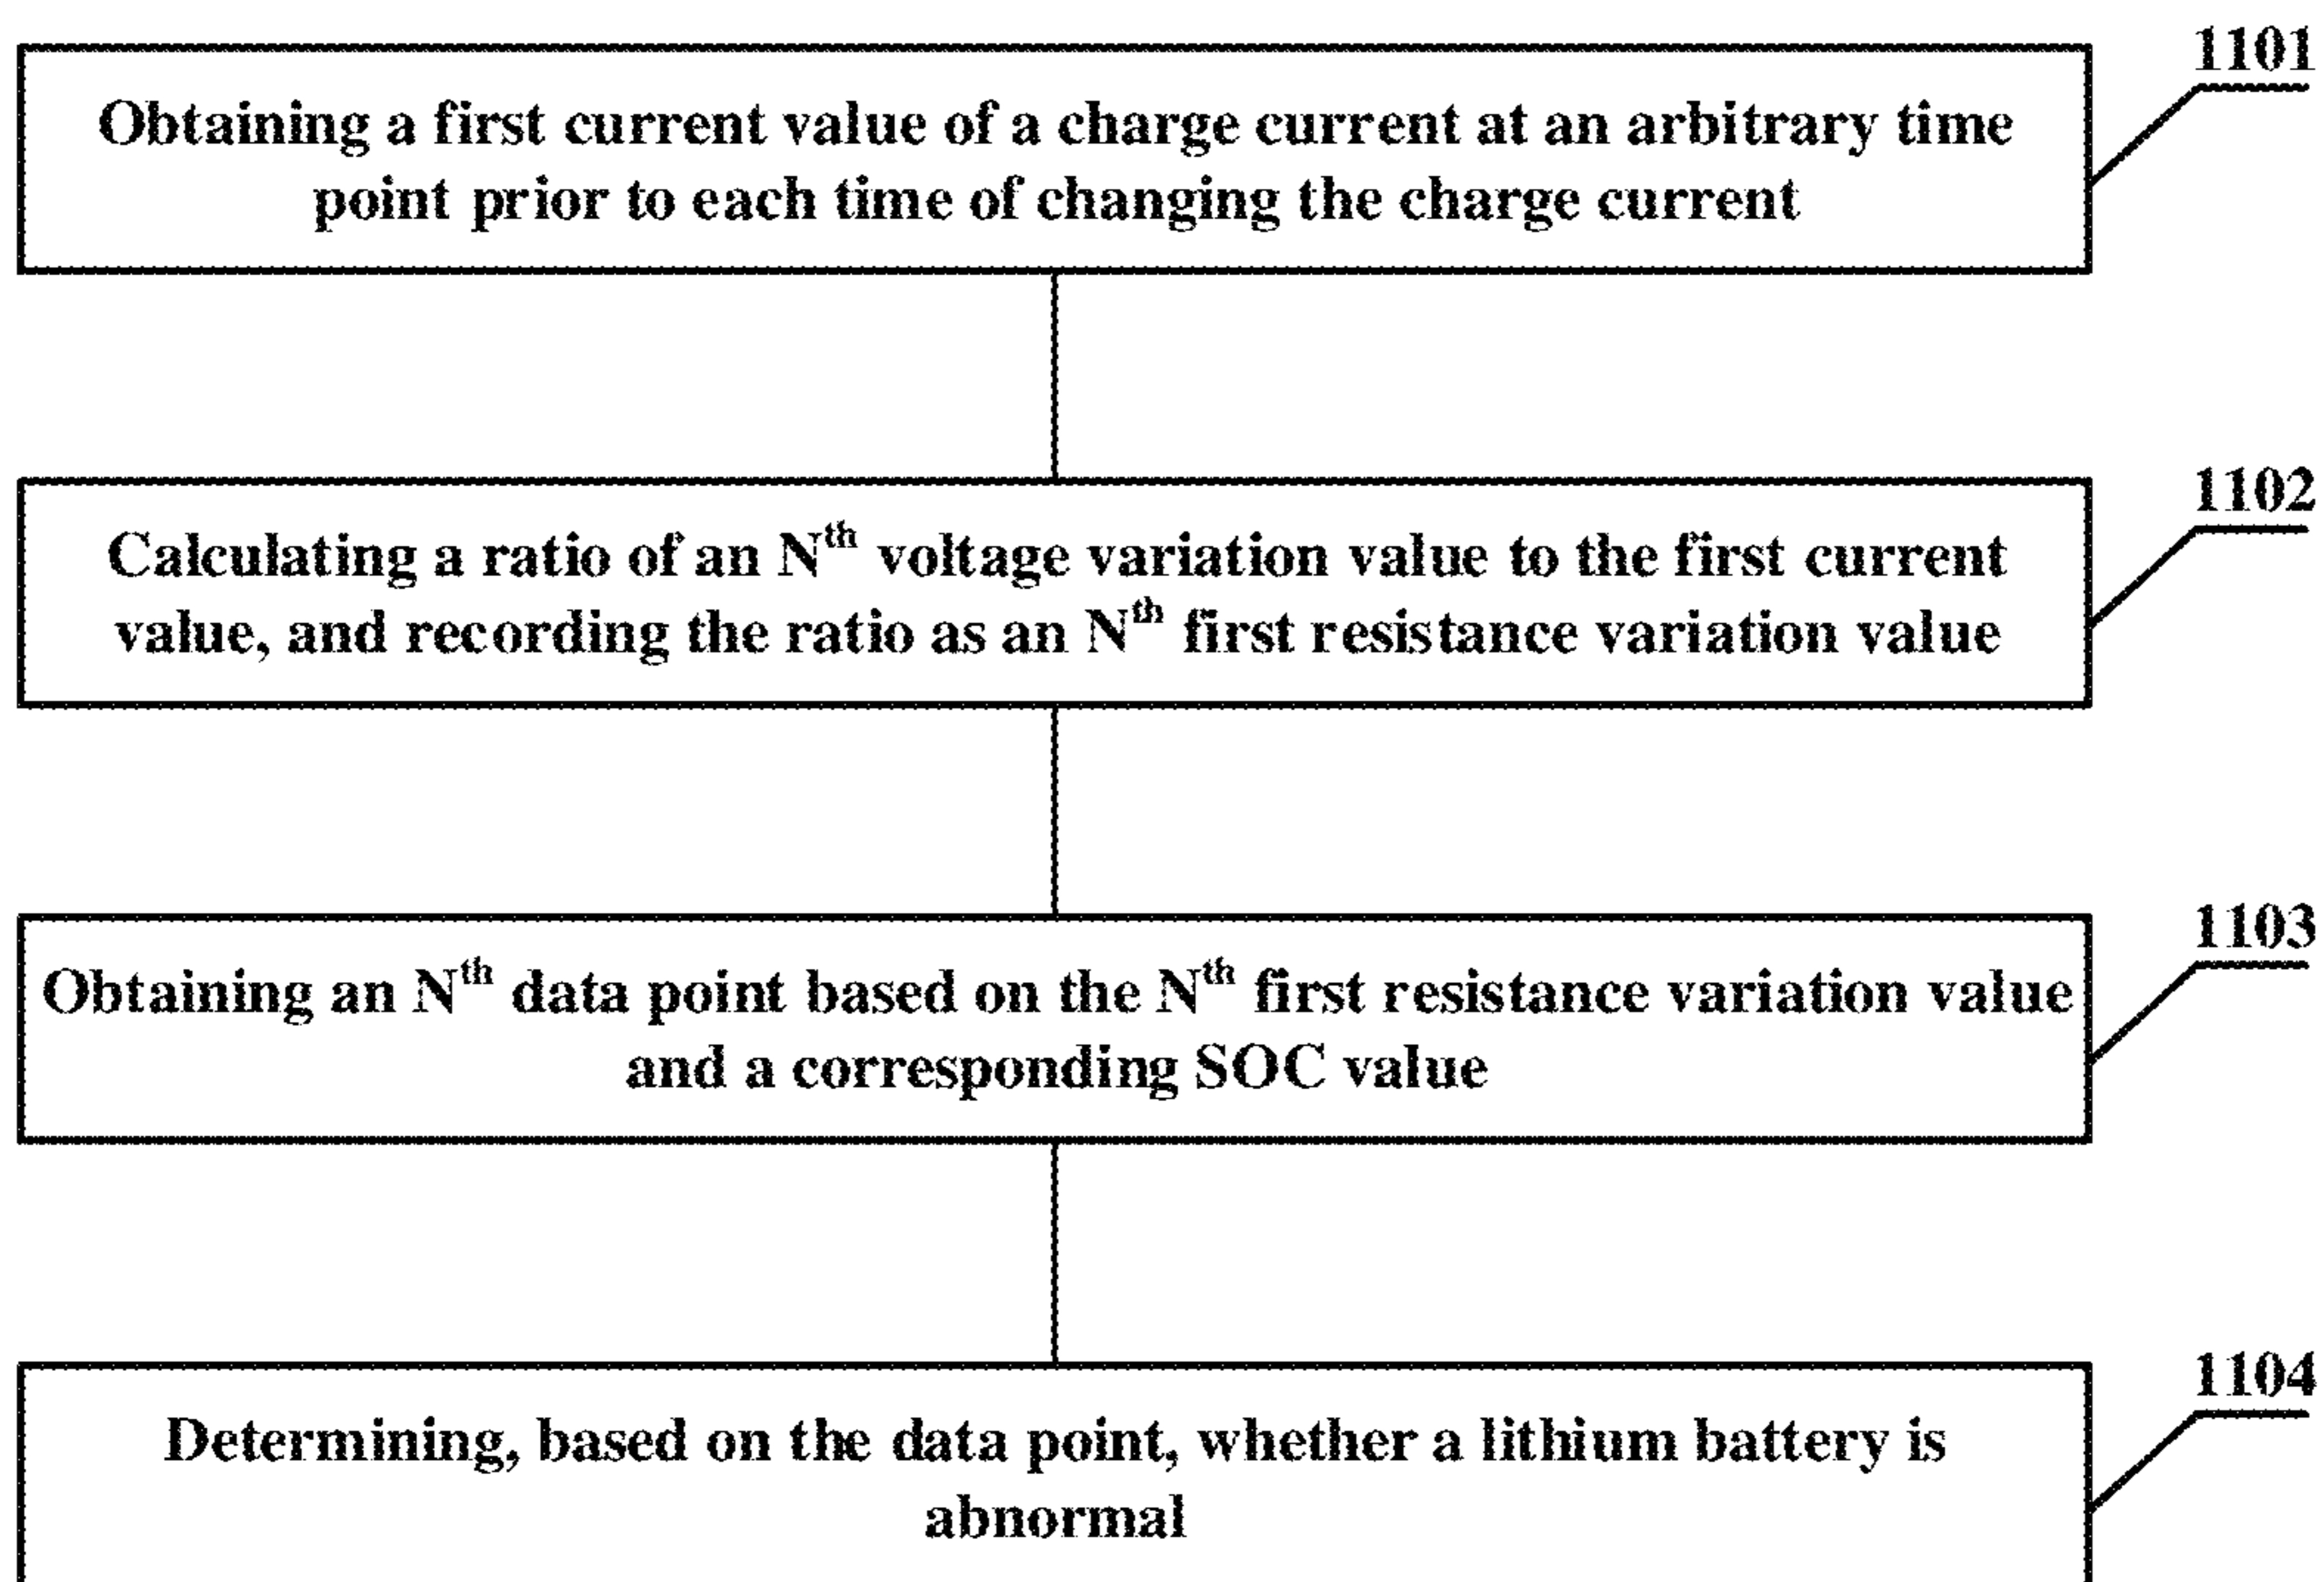 1101
Obtaining a first current value of a charge current at an arbitrary time
point prior to each time of changing the charge current
1102
Calculating a ratio of an Nth voltage variation value to the first current
value, and recording the ratio as an Nth first resistance variation value
1103
Obtaining an Nth data point based on the Nth first resistance variation value
and a corresponding SOC value
1104
Determining, based on the data point, whether a lithium battery is
abnormal